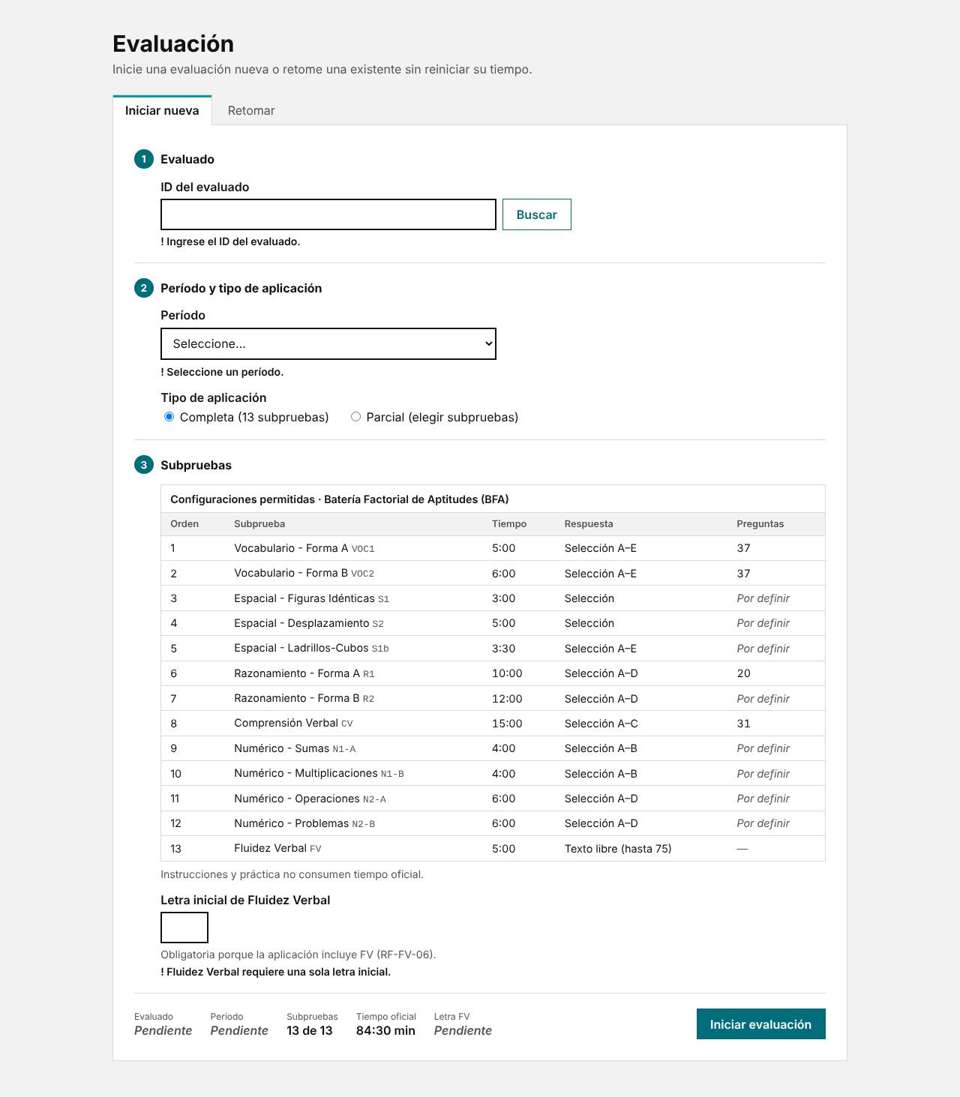 Evaluación
Inicie una evaluación nueva o retome una existente sin reiniciar su tiempo.
Iniciar nueva Retomar
1 Evaluado
ID del evaluado
Buscar
! Ingrese el ID del evaluado.
2 Período y tipo de aplicación
Período
Seleccione...
! Seleccione un período.
Tipo de aplicación
Completa (13 subpruebas) Parcial (elegir subpruebas)
3 Subpruebas
Configuraciones permitidas · Batería Factorial de Aptitudes (BFA)
Orden Subprueba Tiempo Respuesta Preguntas
1 Vocabulario - Forma A VOC1 5:00 Selección A–E 37
2 Vocabulario - Forma B VOC2 6:00 Selección A–E 37
3 Espacial - Figuras Idénticas S1 3:00 Selección Por definir
4 Espacial - Desplazamiento S2 5:00 Selección Por definir
5 Espacial - Ladrillos-Cubos S1b 3:30 Selección A–E Por definir
6 Razonamiento - Forma A R1 10:00 Selección A–D 20
7 Razonamiento - Forma B R2 12:00 Selección A–D Por definir
8 Comprensión Verbal CV 15:00 Selección A–C 31
9 Numérico - Sumas N1-A 4:00 Selección A–B Por definir
10 Numérico - Multiplicaciones N1-B 4:00 Selección A–B Por definir
11 Numérico - Operaciones N2-A 6:00 Selección A–D Por definir
12 Numérico - Problemas N2-B 6:00 Selección A–D Por definir
13 Fluidez Verbal FV 5:00 Texto libre (hasta 75) —
Instrucciones y práctica no consumen tiempo oficial.
Letra inicial de Fluidez Verbal
Obligatoria porque la aplicación incluye FV (RF-FV-06).
! Fluidez Verbal requiere una sola letra inicial.
Evaluado Período Subpruebas Tiempo oficial Letra FV
Pendiente Pendiente 13 de 13 84:30 min Pendiente
Iniciar evaluación